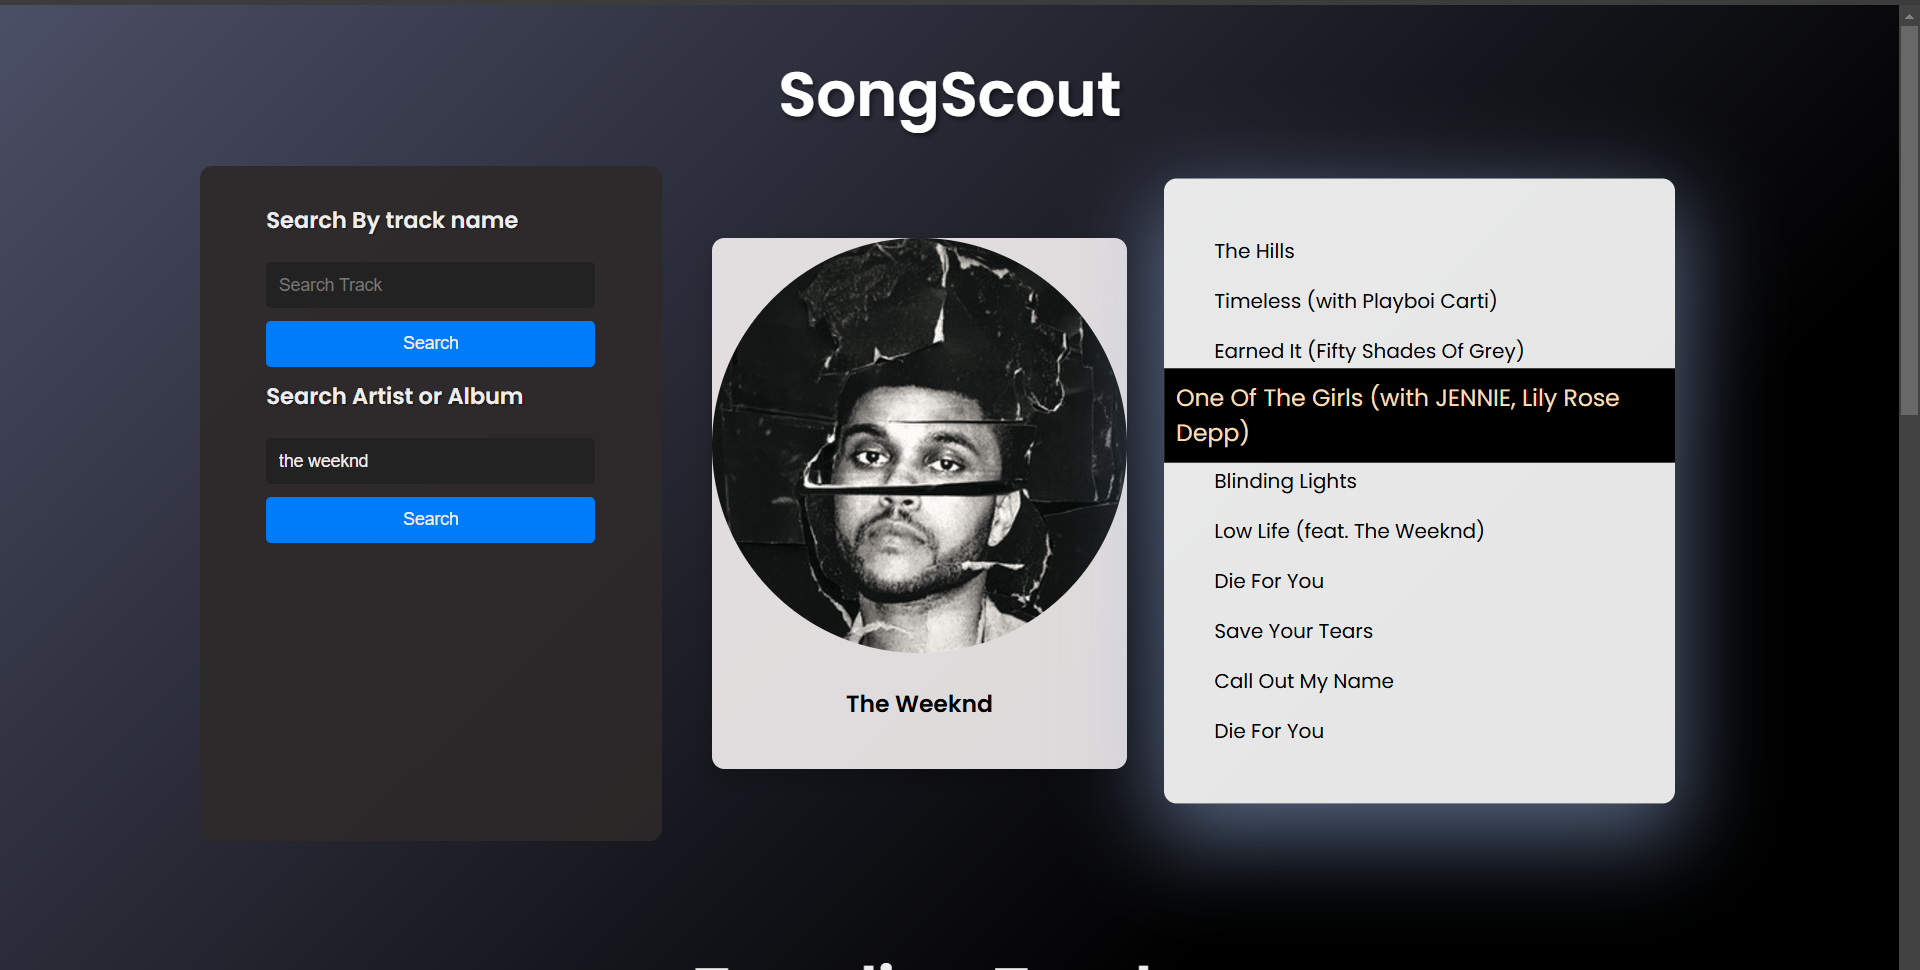 SongScout
Search By track name
Search Track
Search
Search Artist or Album
the weeknd
Search
The Weeknd
The Hills
Timeless (with Playboi Carti)
Earned It (Fifty Shades Of Grey)
One Of The Girls (with JENNIE, Lily Rose
Depp)
Blinding Lights
Low Life (feat. The Weeknd)
Die For You
Save Your Tears
Call Out My Name
Die For You